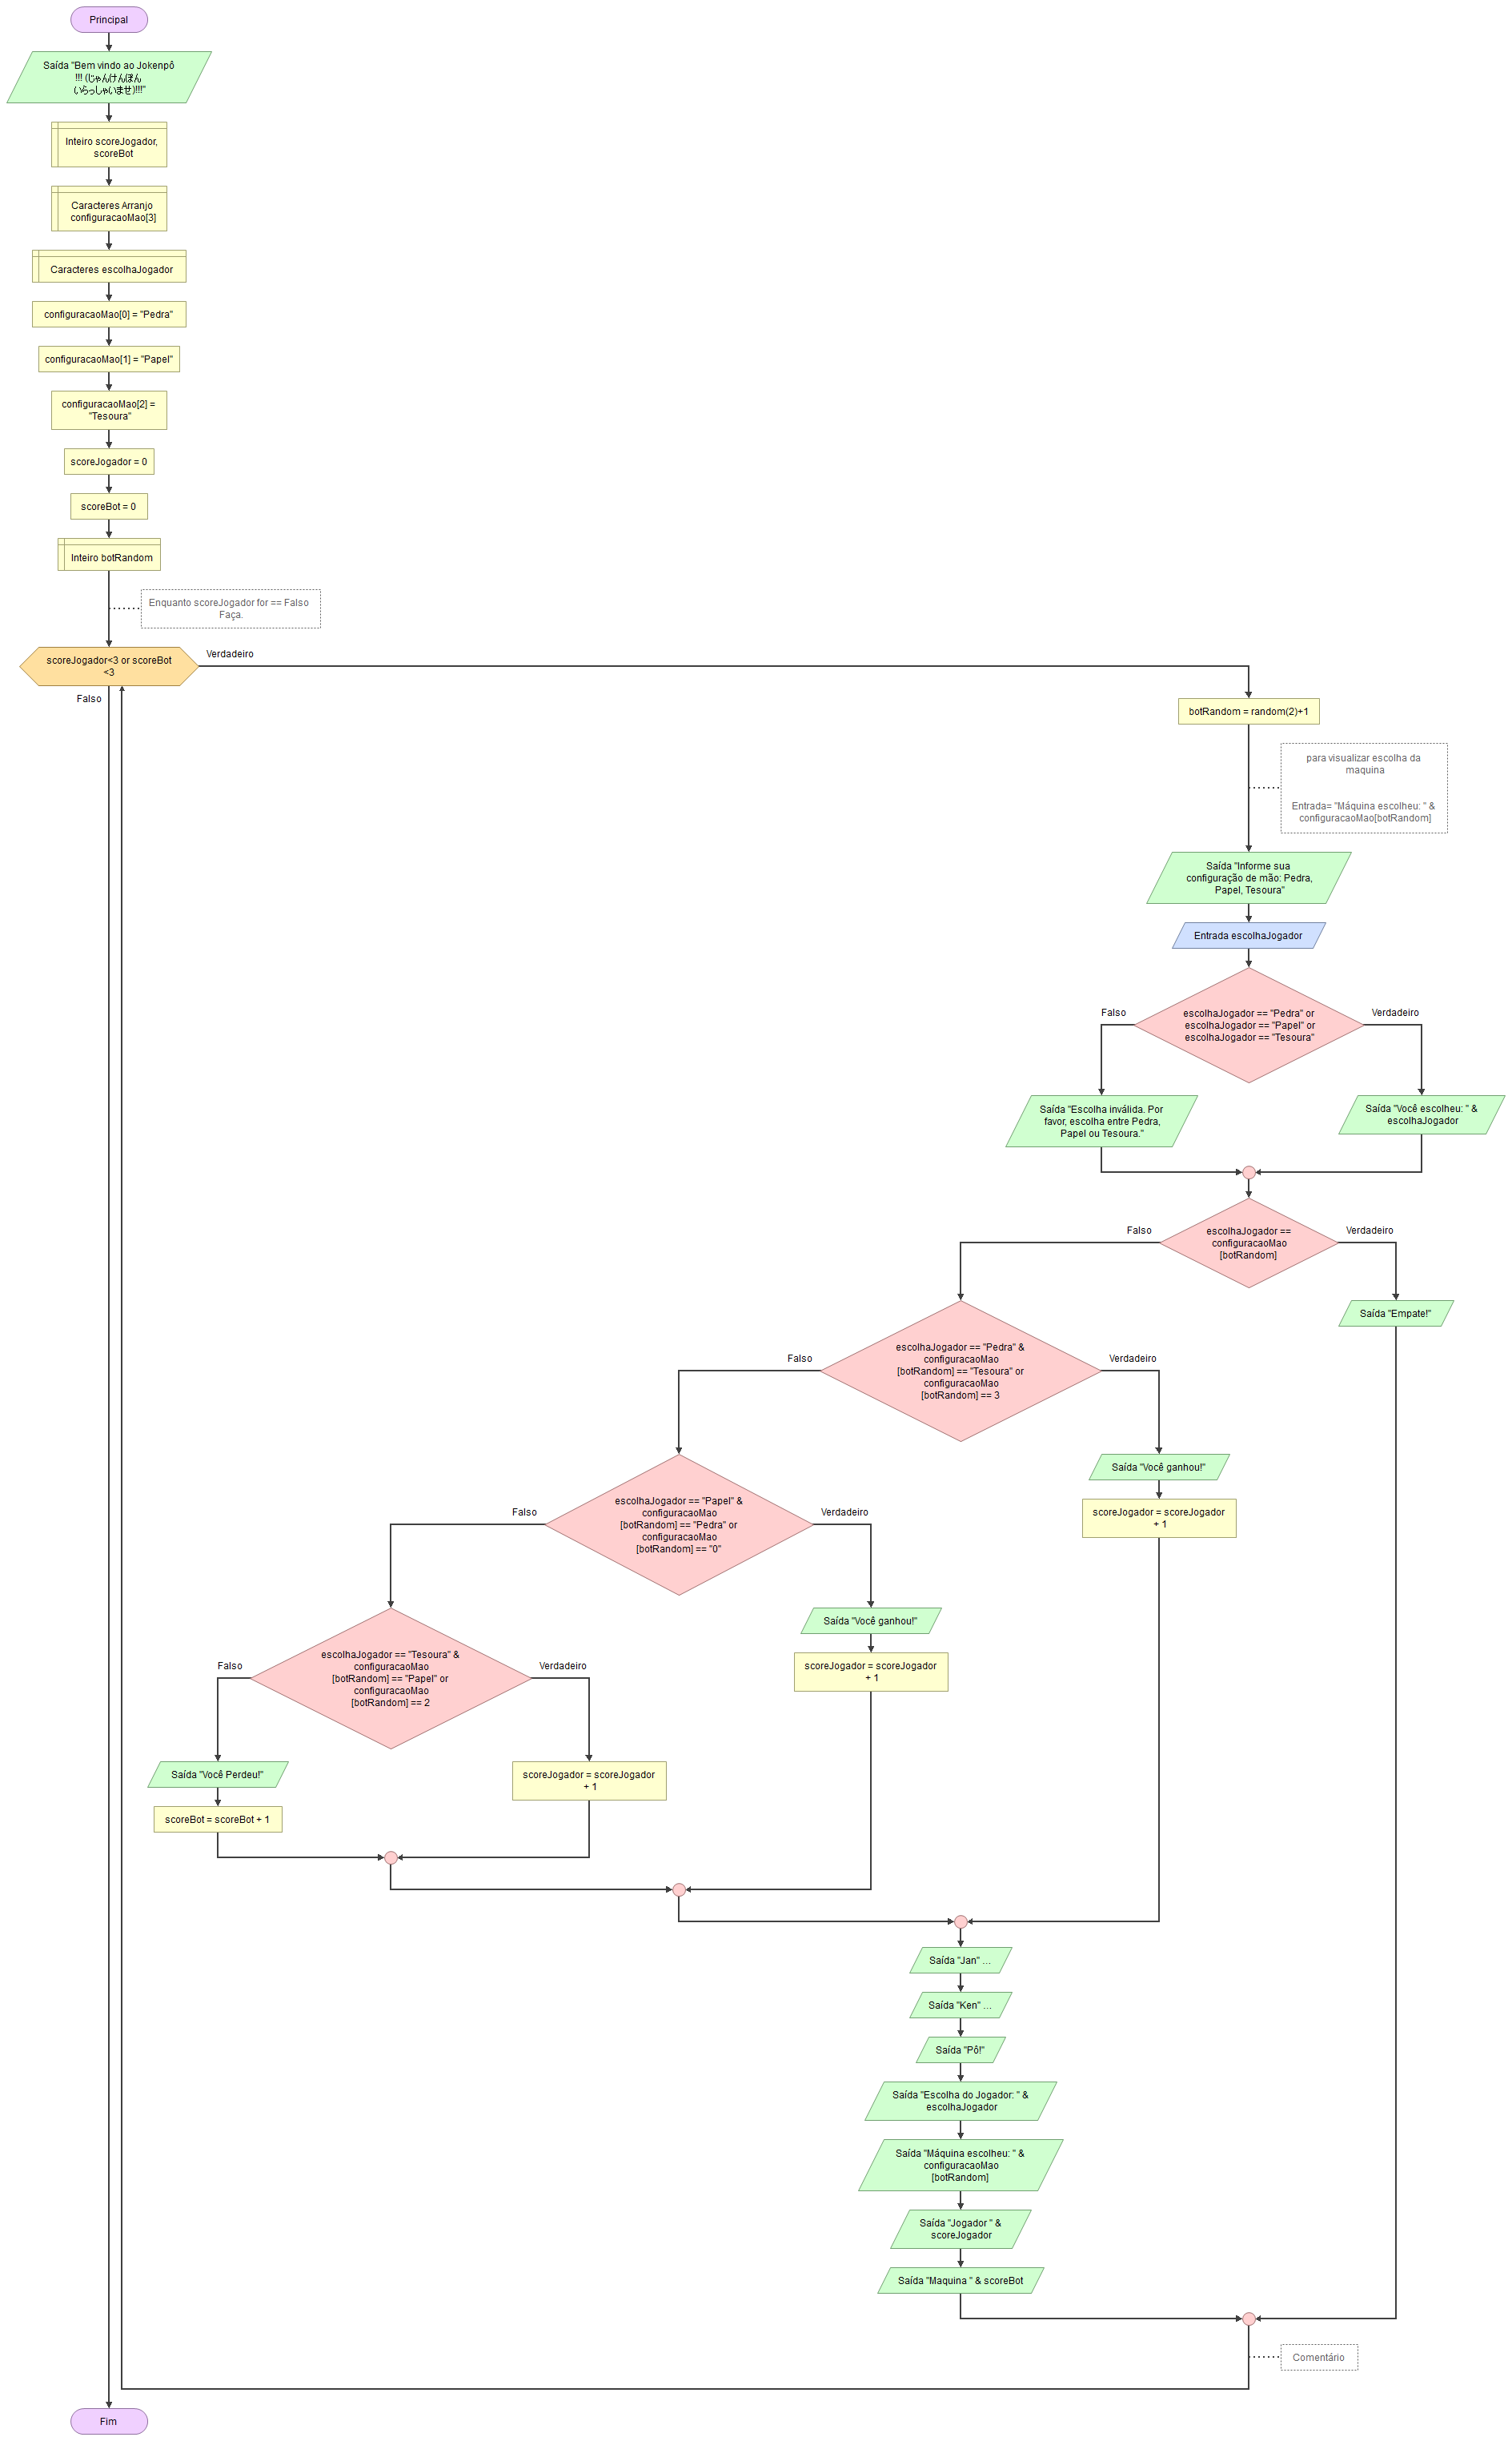 Principal
Saída "Bem vindo ao Jokenpô
!!! (じゃんけんぽん
いらっしゃいませ)!!!"
Inteiro scoreJogador,
scoreBot
Caracteres Arranjo
configuracaoMao[3]
Caracteres escolhaJogador
configuracaoMao[0] = "Pedra"
configuracaoMao[1] = "Papel"
configuracaoMao[2] =
"Tesoura"
scoreJogador = 0
scoreBot = 0
Inteiro botRandom
Enquanto scoreJogador for == Falso
Faça.
scoreJogador<3 or scoreBot
<3
Verdadeiro
Falso
botRandom = random(2)+1
para visualizar escolha da
maquina
Entrada= "Máquina escolheu: " &
configuracaoMao[botRandom]
Saída "Informe sua
configuração de mão: Pedra,
Papel, Tesoura"
Entrada escolhaJogador
escolhaJogador == "Pedra" or
escolhaJogador == "Papel" or
escolhaJogador == "Tesoura"
Falso
Verdadeiro
Saída "Escolha inválida. Por
favor, escolha entre Pedra,
Papel ou Tesoura."
Saída "Você escolheu: " &
escolhaJogador
escolhaJogador ==
configuracaoMao
[botRandom]
Falso
Verdadeiro
Saída "Empate!"
escolhaJogador == "Pedra" &
configuracaoMao
[botRandom] == "Tesoura" or
configuracaoMao
[botRandom] == 3
Falso
Verdadeiro
Saída "Você ganhou!"
scoreJogador = scoreJogador
+ 1
escolhaJogador == "Papel" &
configuracaoMao
[botRandom] == "Pedra" or
configuracaoMao
[botRandom] == "0"
Falso
Verdadeiro
Saída "Você ganhou!"
scoreJogador = scoreJogador
+ 1
escolhaJogador == "Tesoura" &
configuracaoMao
[botRandom] == "Papel" or
configuracaoMao
[botRandom] == 2
Falso
Verdadeiro
Saída "Você Perdeu!"
scoreBot = scoreBot + 1
scoreJogador = scoreJogador
+ 1
Saída "Jan" ...
Saída "Ken" ...
Saída "Pô!"
Saída "Escolha do Jogador: " &
escolhaJogador
Saída "Máquina escolheu: " &
configuracaoMao
[botRandom]
Saída "Jogador " &
scoreJogador
Saída "Maquina " & scoreBot
Comentário
Fim